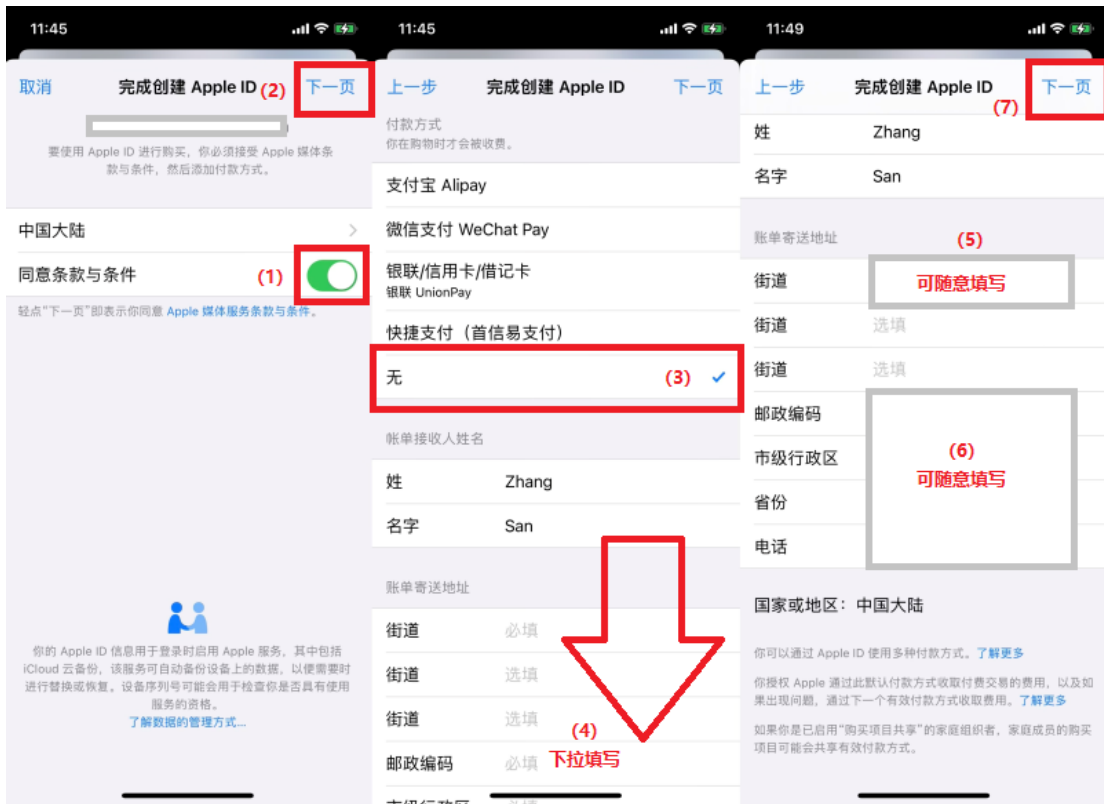 11:45
取消
完成创建 Apple ID
(2)
下一页
要使用 Apple ID 进行购买，你必须接受 Apple 媒体条
款与条件，然后添加付款方式。
中国大陆
同意条款与条件
(1)
轻点“下一页”即表示你同意 Apple 媒体服务条款与条件。
你的 Apple ID 信息用于登录时启用 Apple 服务，其中包括
iCloud 云备份，该服务可自动备份设备上的数据，以便需要时
进行替换或恢复。设备序列号可能会用于检查你是否具有使用
服务的资格。
了解数据的管理方式...
11:45
上一步
完成创建 Apple ID
下一页
付款方式
你在购物时才会被收费。
支付宝 Alipay
微信支付 WeChat Pay
银联/信用卡/借记卡
银联 UnionPay
快捷支付（首信易支付）
无
(3)
帐单接收人姓名
姓 Zhang
名字 San
账单寄送地址
街道 必填
街道 选填
街道 选填
(4)
邮政编码 必填
下拉填写
11:49
上一步
完成创建 Apple ID
下一页
(7)
姓 Zhang
名字 San
账单寄送地址
(5)
街道 可随意填写
街道 选填
街道 选填
邮政编码
市级行政区
(6)
可随意填写
省份
电话
国家或地区：中国大陆
你可以通过 Apple ID 使用多种付款方式。了解更多
你授权 Apple 通过此默认付款方式收取付费交易的费用，以及如
果出现问题，通过下一个有效付款方式收取费用。了解更多
如果你是已启用“购买项目共享”的家庭组织者，家庭成员的购买
项目可能会共享有效付款方式。